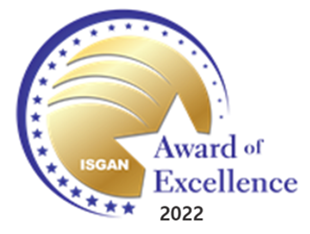 ISGAN
Award of
Excellence
2022